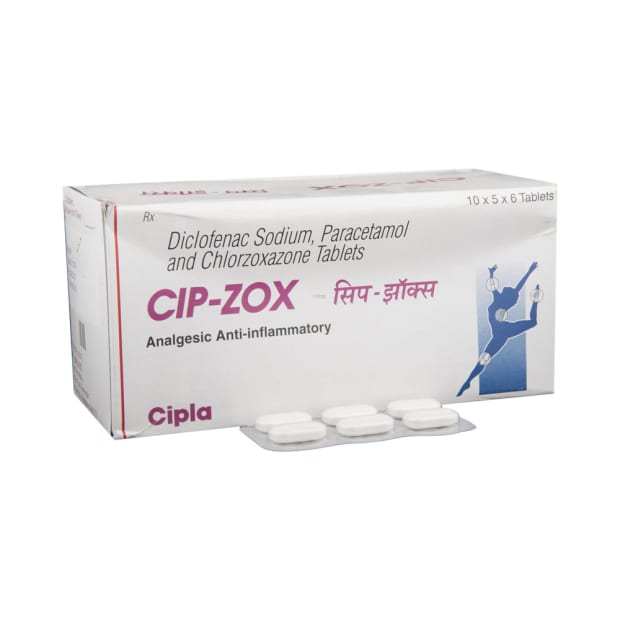 10 x 5 x 6 Tablets
Rx
Diclofenac Sodium, Paracetamol
and Chlorzoxazone Tablets
CIP-ZOX सिप - झॉक्स
Analgesic Anti-inflammatory
Cipla